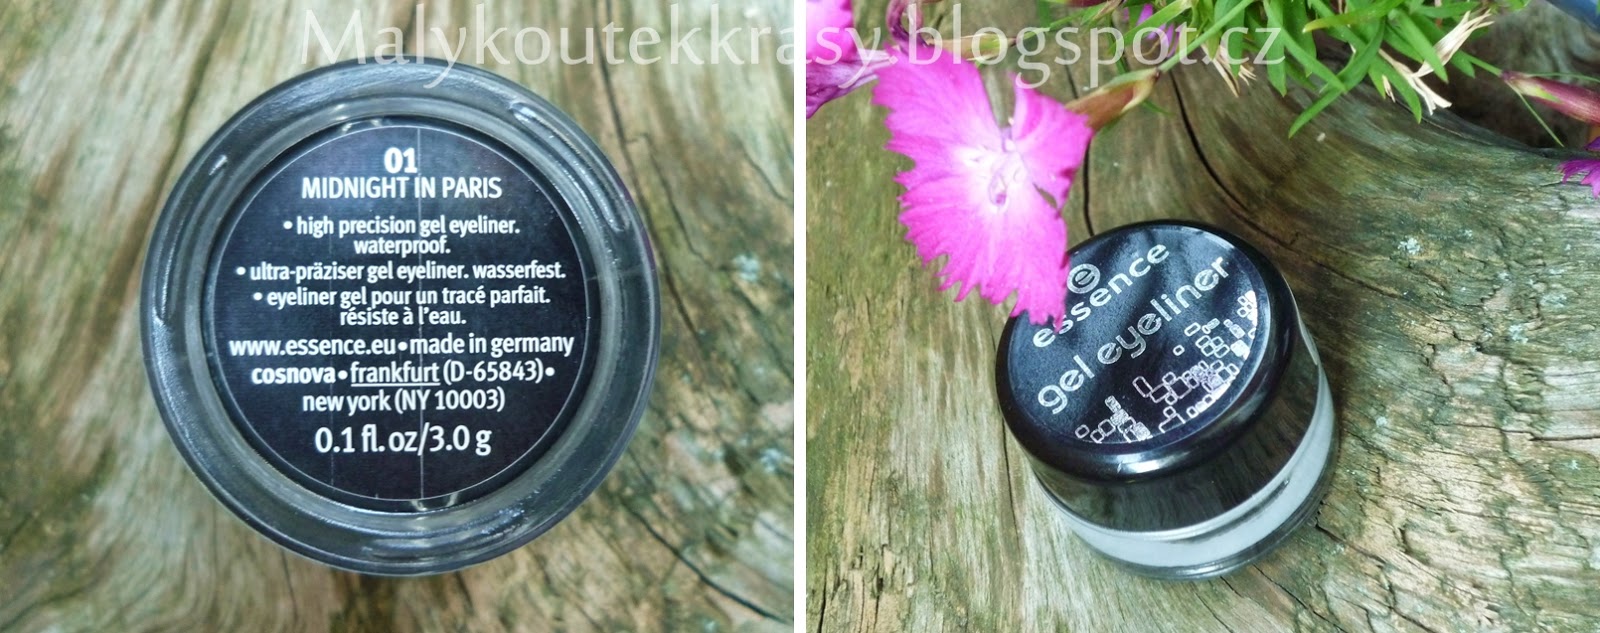 Malykoutekkrasy.blogspot.cz
01
MIDNIGHT IN PARIS
• high precision gel eyeliner.
waterproof.
• ultra-präziser gel eyeliner. wasserfest.
• eyeliner gel pour un tracé parfait.
résiste à l'eau.
www.essence.eu•made in germany
cosnova•frankfurt (D-65843)•
new york (NY 10003)
0.1 fl. oz/3.0 g
e
essence
gel eyeliner